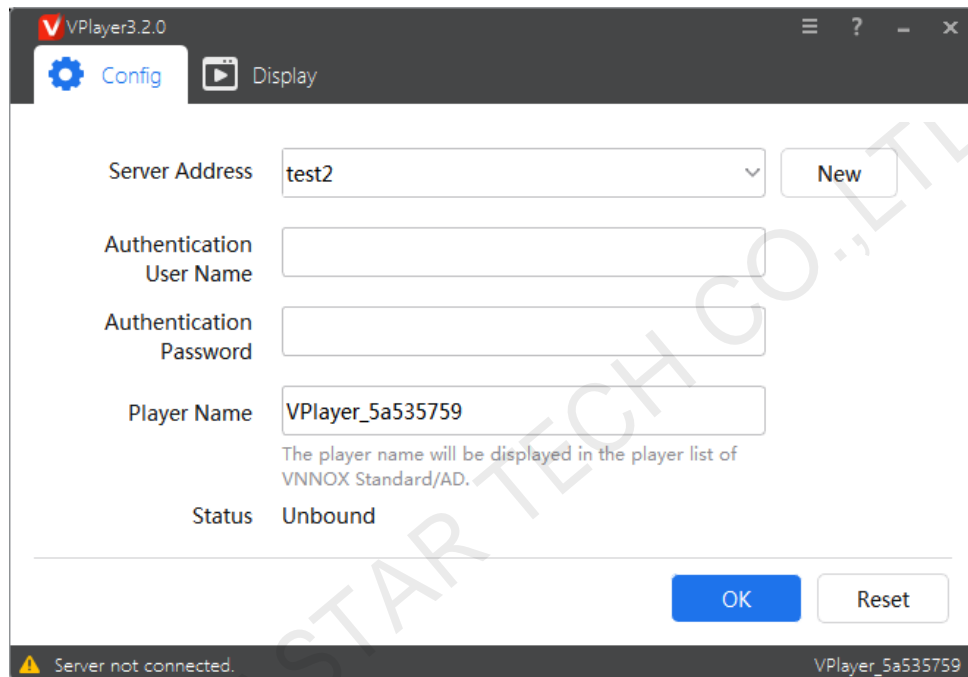 VPlayer3.2.0
Config
Display
Server Address
test2
New
Authentication
User Name
Authentication
Password
Player Name
VPlayer_5a535759
The player name will be displayed in the player list of
VNNOX Standard/AD.
Status
Unbound
OK
Reset
Server not connected.
VPlayer_5a535759
STAR TECH CO.,LTD